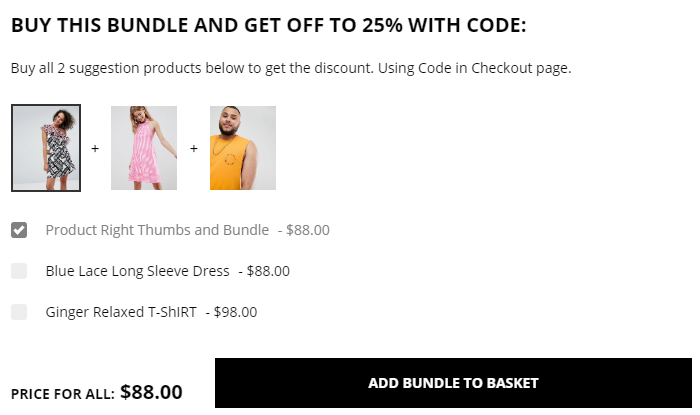 BUY THIS BUNDLE AND GET OFF TO 25% WITH CODE:
Buy all 2 suggestion products below to get the discount. Using Code in Checkout page.
+ +
Product Right Thumbs and Bundle - $88.00
Blue Lace Long Sleeve Dress - $88.00
Ginger Relaxed T-ShIRT - $98.00
PRICE FOR ALL: $88.00
ADD BUNDLE TO BASKET